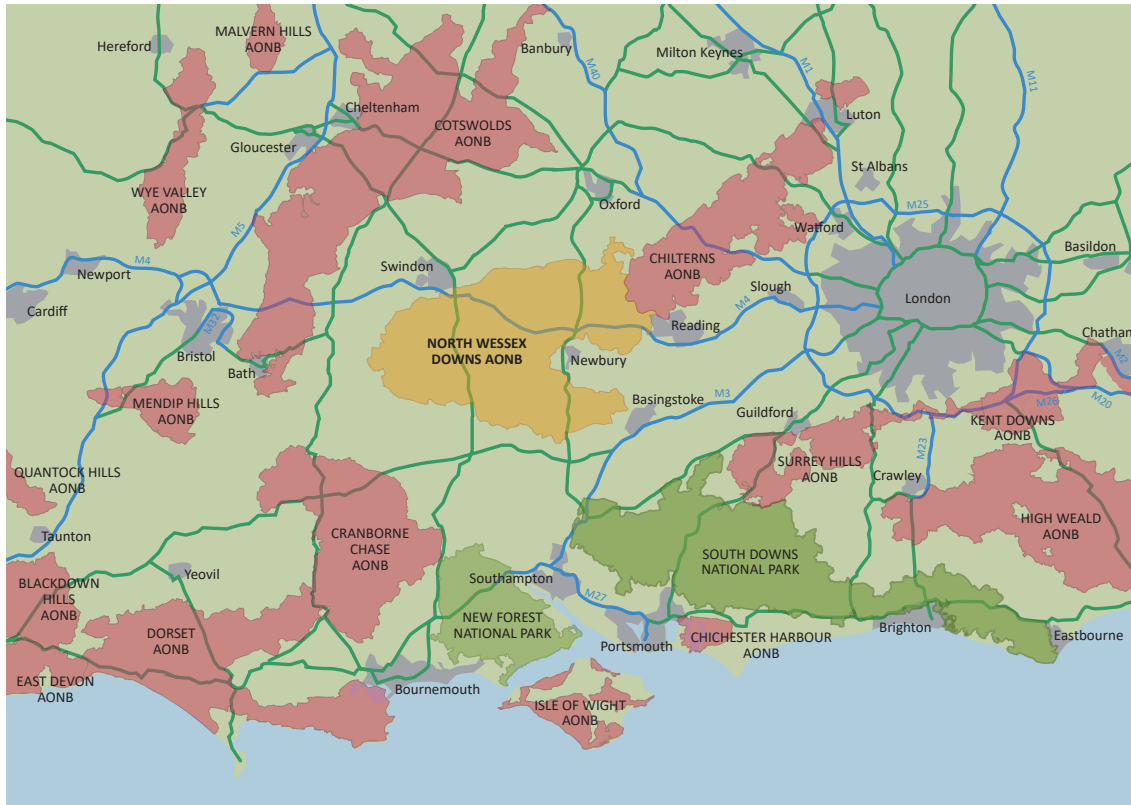 MALVERN HILLS
AONB
Hereford
Banbury
M40
Milton Keynes
M1
M11
Cheltenham
COTSWOLDS
AONB
Luton
Gloucester
St Albans
WYE VALLEY
AONB
Oxford
M25
Watford
M5
M4
Newport
Swindon
CHILTERNS
AONB
Basildon
Slough
Cardiff
M4
London
M32
Reading
Bristol
NORTH WESSEX
DOWNS AONB
Newbury
Chatham
M2
Bath
M3
MENDIP HILLS
AONB
Basingstoke
Guildford
M26
M20
KENT DOWNS
AONB
M23
QUANTOCK HILLS
AONB
SURREY HILLS
AONB
Crawley
HIGH WEALD
AONB
Taunton
CRANBORNE
CHASE
AONB
SOUTH DOWNS
NATIONAL PARK
Yeovil
BLACKDOWN
HILLS
AONB
Southampton
M27
NEW FOREST
NATIONAL PARK
DORSET
AONB
Portsmouth
CHICHESTER HARBOUR
AONB
Brighton
Eastbourne
EAST DEVON
AONB
Bournemouth
ISLE OF WIGHT
AONB